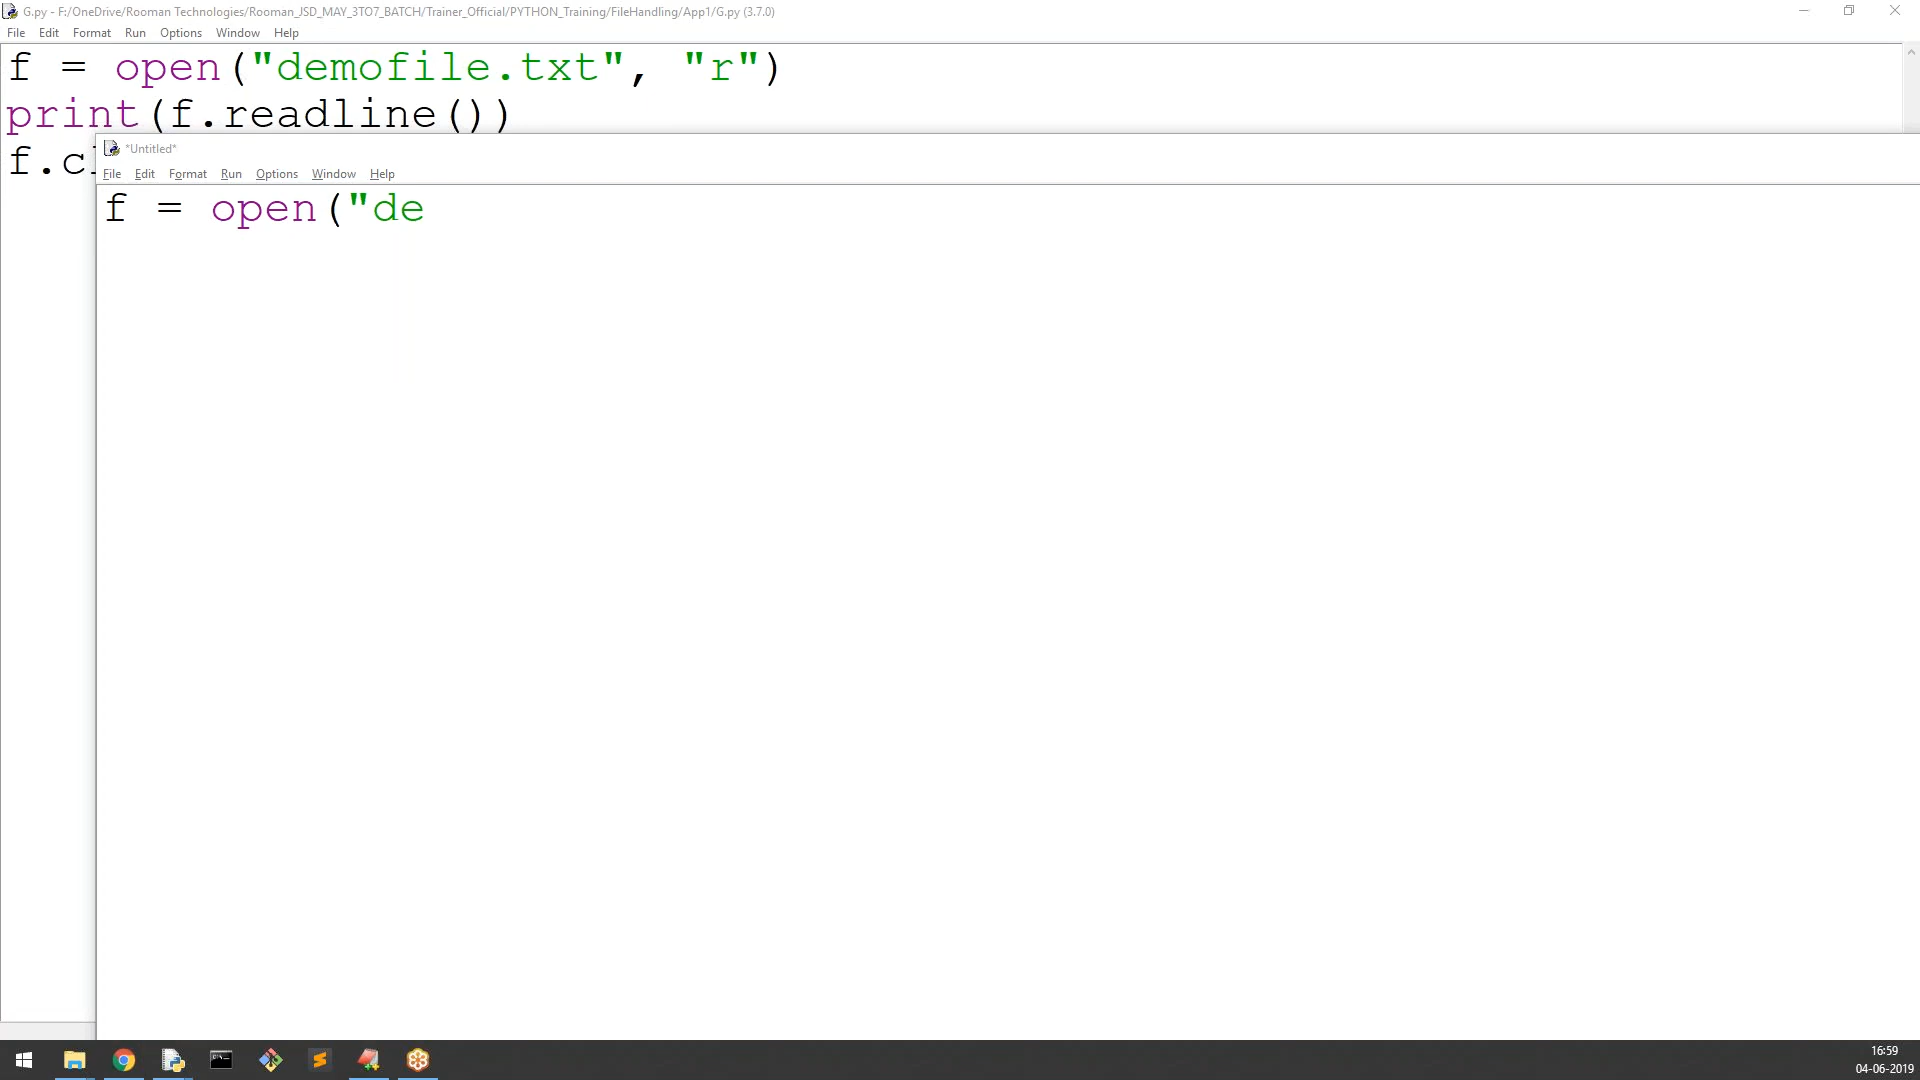 G.py - F:/OneDrive/Rooman Technologies/Rooman_JSD_MAY_3TO7_BATCH/Trainer_Official/PYTHON_Training/FileHandling/App1/G.py (3.7.0)
File Edit Format Run Options Window Help
f = open("demofile.txt", "r")
print(f.readline())
f.c
*Untitled*
File Edit Format Run Options Window Help
f = open("de
16:59
04-06-2019